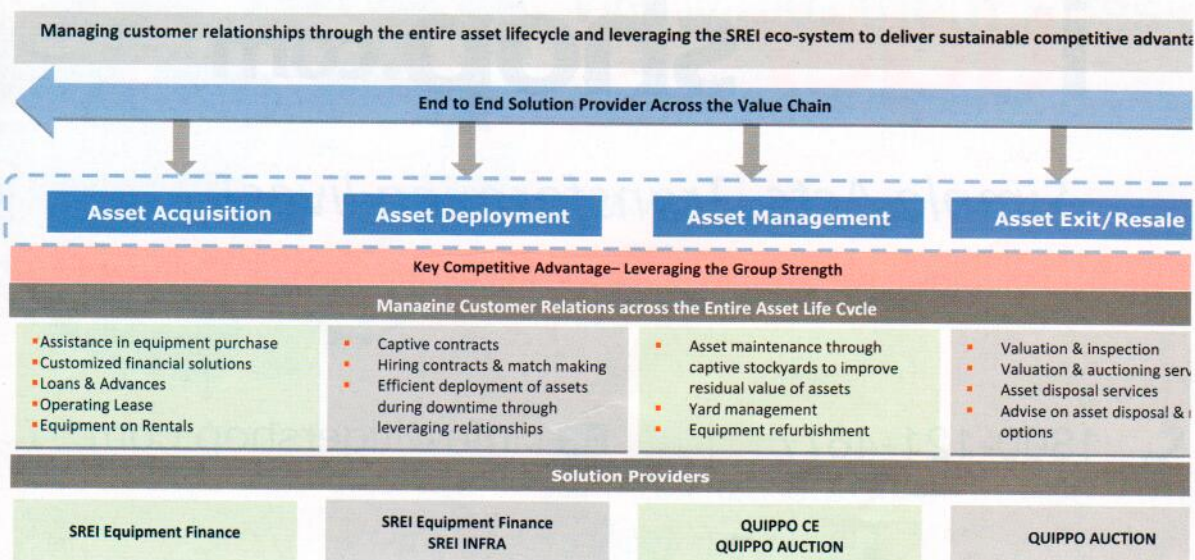 Managing customer relationships through the entire asset lifecycle and leveraging the SREI eco-system to deliver sustainable competitive
End to End Solution Provider Across the Value Chain
Asset Acquisition
Asset Deployment
Asset Management
Asset Exit/Resale
Key Competitive Advantage– Leveraging the Group Strength
Managing Customer Relations across the Entire Asset Life Cycle
▪Assistance in equipment purchase
▪Customized financial solutions
▪Loans & Advances
▪Operating Lease
▪Equipment on Rentals
▪ Captive contracts
▪ Hiring contracts & match making
▪ Efficient deployment of assets
during downtime through
leveraging relationships
▪ Asset maintenance through
captive stockyards to improve
residual value of assets
▪ Yard management
▪ Equipment refurbishment
▪ Valuation & inspection
▪ Valuation & auctioning
▪ Asset disposal services
▪ Advise on asset disposal &
options
Solution Providers
SREI Equipment Finance
SREI Equipment Finance
SREI INFRA
QUIPPO CE
QUIPPO AUCTION
QUIPPO AUCTION